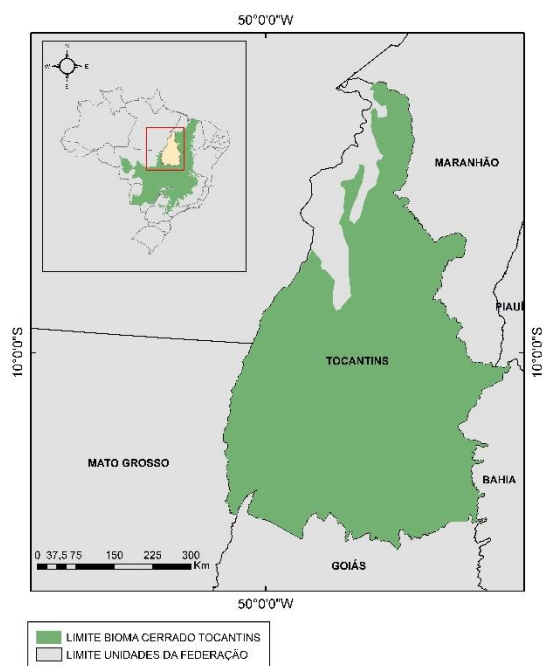 50°0'0"W
N
W E
S
MARANHÃO
PIAUÍ
10°0'0"S
10°0'0"S
TOCANTINS
MATO GROSSO
BAHIA
0 37,5 75 150 225 300
Km
GOIÁS
50°0'0"W
LIMITE BIOMA CERRADO TOCANTINS
LIMITE UNIDADES DA FEDERAÇÃO